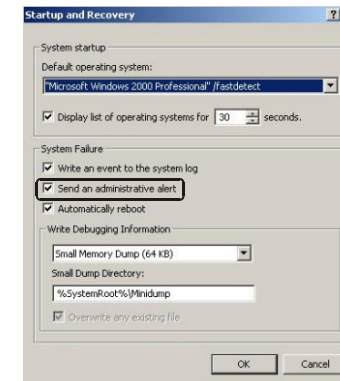 Startup and Recovery ?
System startup
Default operating system:
"Microsoft Windows 2000 Professional" /fastdetect
Display list of operating systems for 30 seconds.
System Failure
Write an event to the system log
Send an administrative alert
Automatically reboot
Write Debugging Information
Small Memory Dump (64 KB)
Small Dump Directory:
%SystemRoot%\Minidump
Overwrite any existing file
OK Cancel